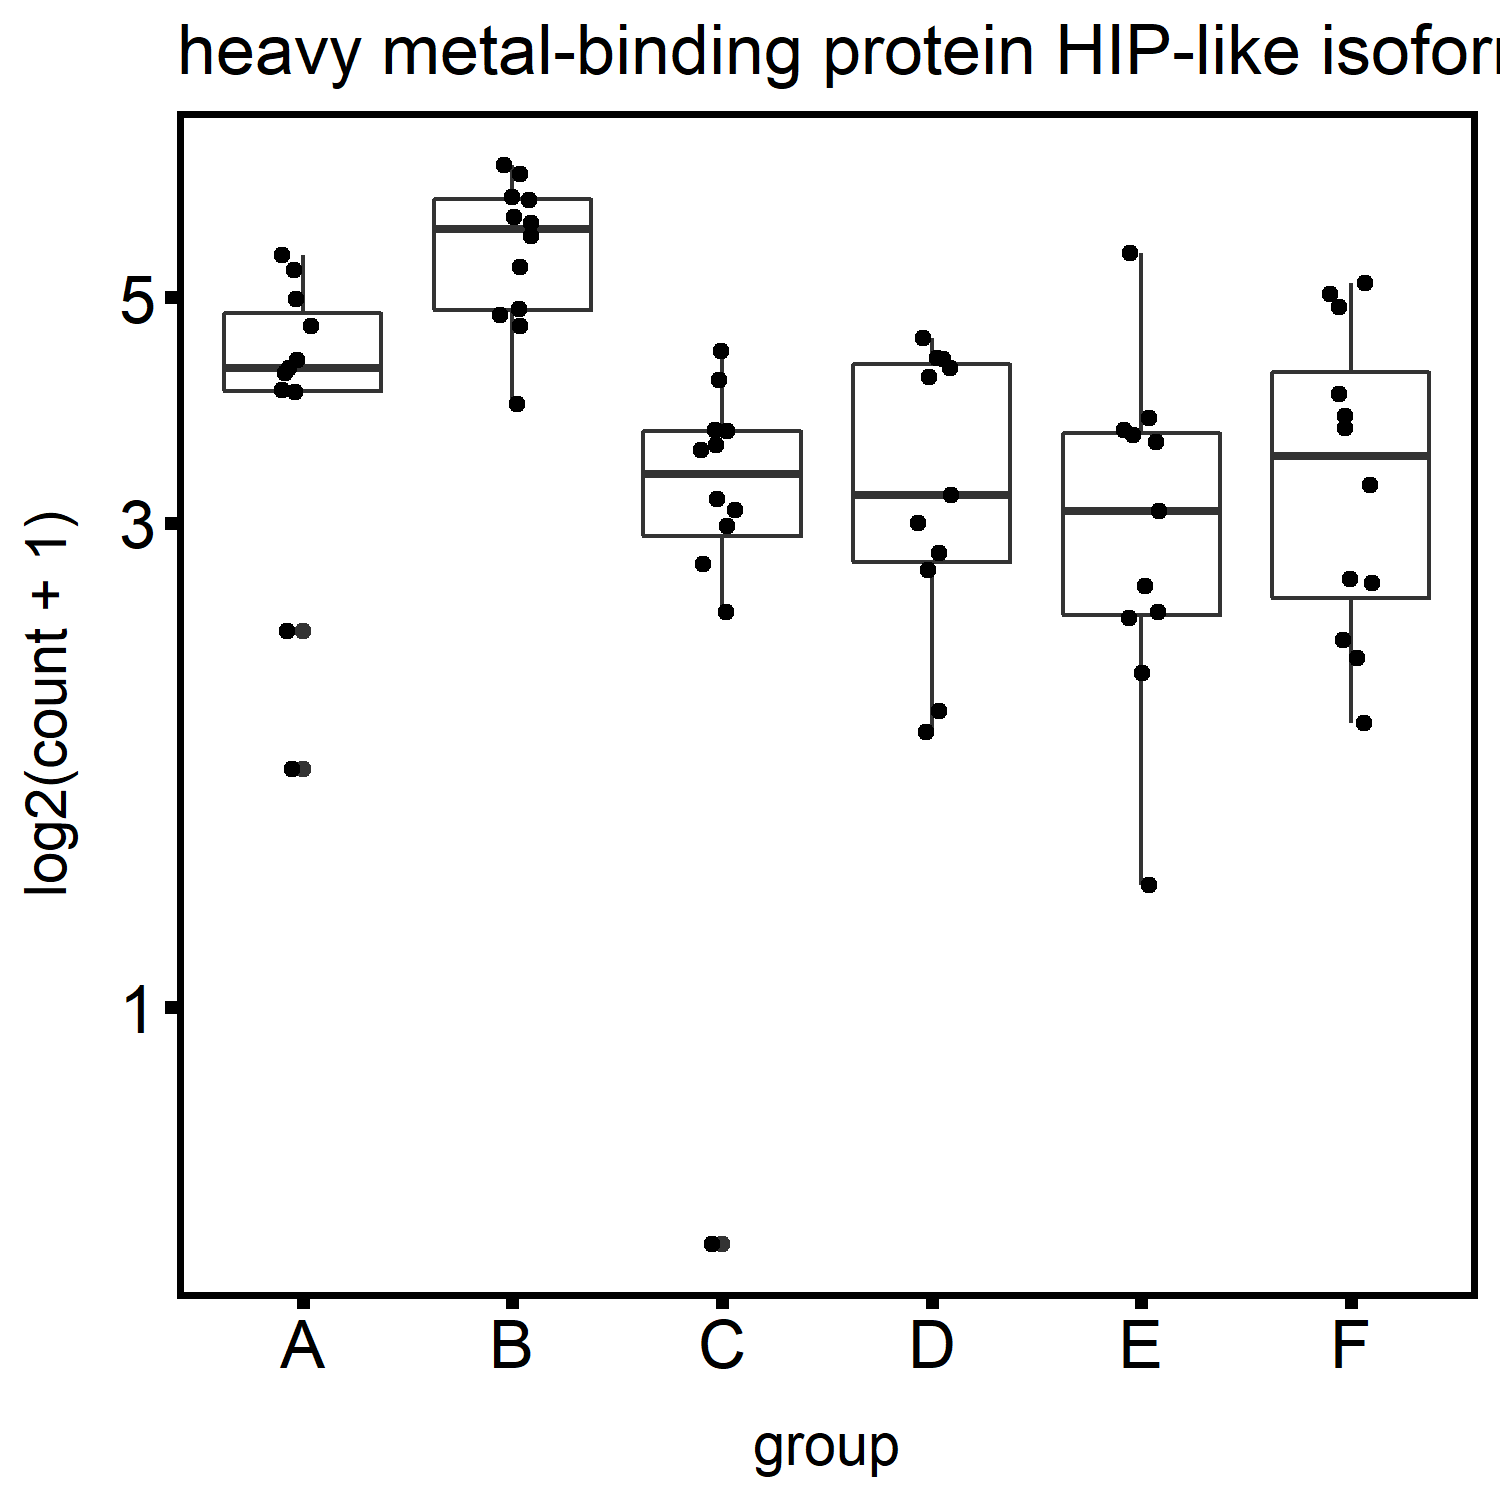 heavy metal-binding protein HIP-like isofor
5
3
1
log2(count + 1)
A B C D E F
group